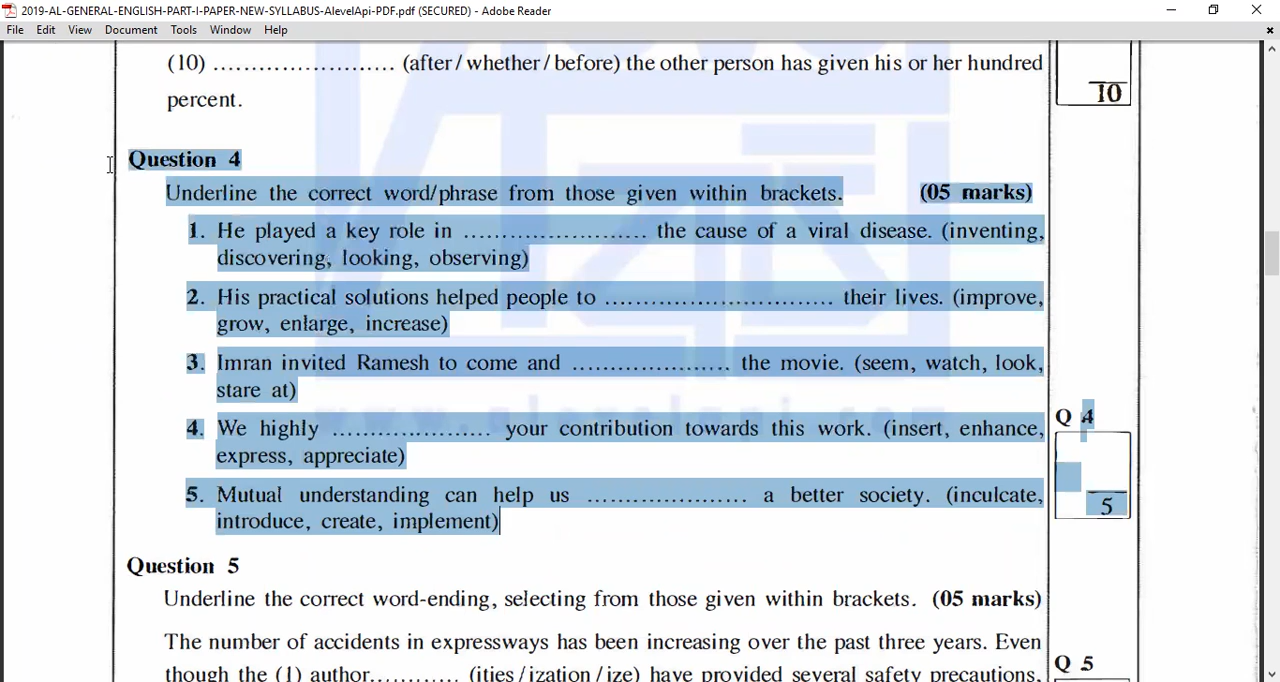 2019-AL-GENERAL-ENGLISH-PART-I-PAPER-NEW-SYLLABUS-AlevelApi-PDF.pdf (SECURED) - Adobe Reader
File Edit View Document Tools Window Help
(10) ........................ (after / whether / before) the other person has given his or her hundred
percent.
10
Question 4
Underline the correct word/phrase from those given within brackets. (05 marks)
1. He played a key role in ........................ the cause of a viral disease. (inventing,
discovering, looking, observing)
2. His practical solutions helped people to .............................. their lives. (improve,
grow, enlarge, increase)
3. Imran invited Ramesh to come and ..................... the movie. (seem, watch, look,
stare at)
4. We highly ..................... your contribution towards this work. (insert, enhance,
express, appreciate)
5. Mutual understanding can help us ..................... a better society. (inculcate,
introduce, create, implement)
Q 4
5
www.alevelapi.com
Question 5
Underline the correct word-ending, selecting from those given within brackets. (05 marks)
The number of accidents in expressways has been increasing over the past three years. Even
though the (1) author............ (ities / ization / ize) have provided several safety precautions,
Q 5